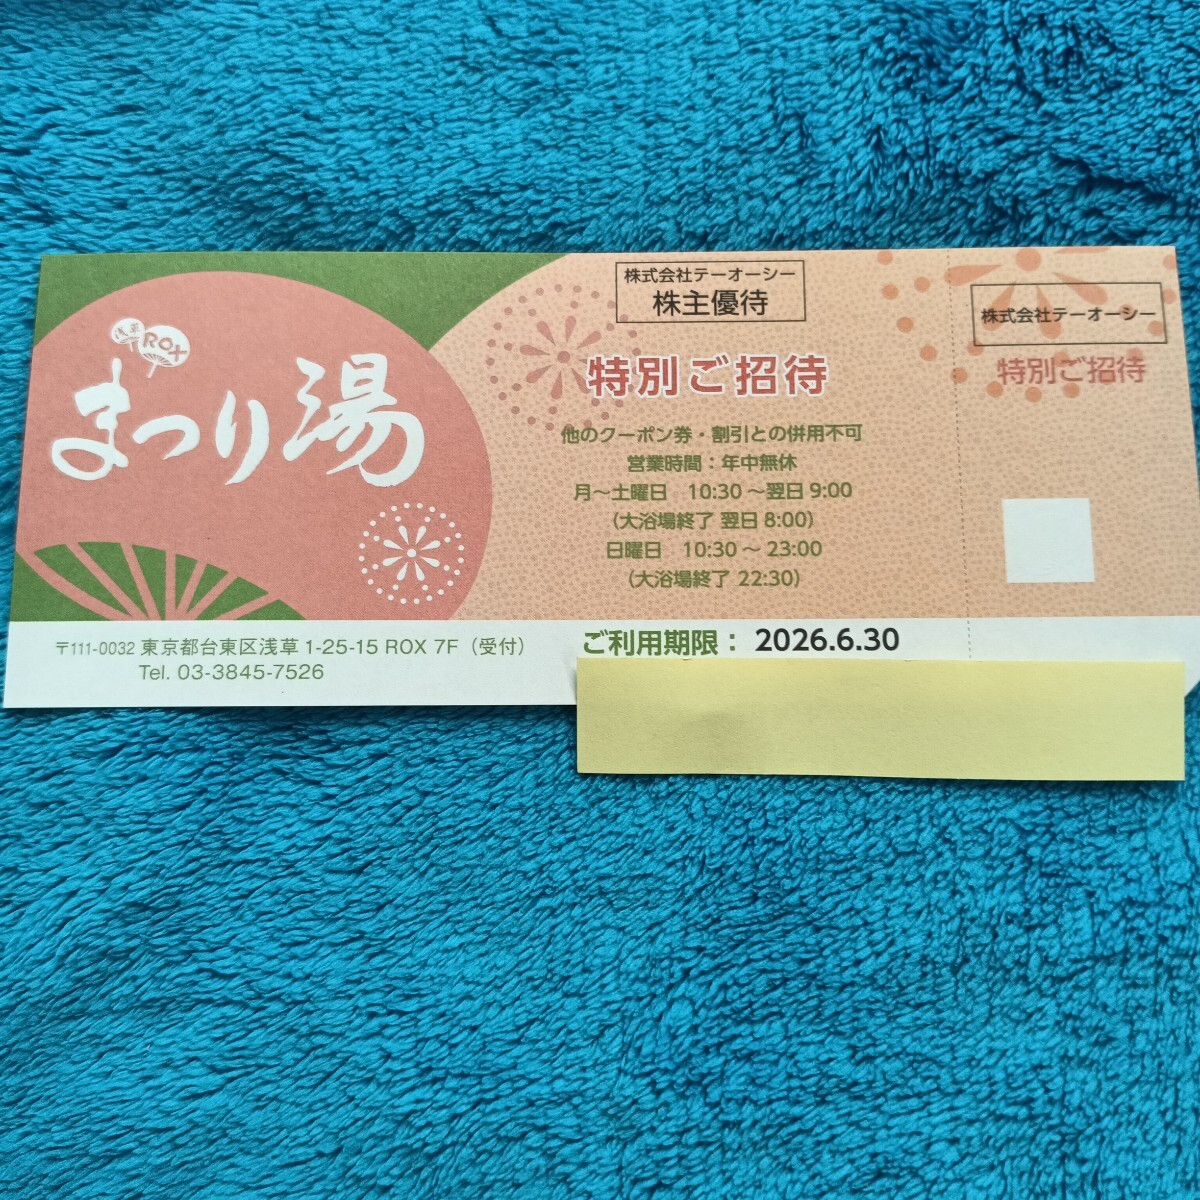 浅草
ROX
まつり湯
株式会社テーオーシー
株主優待
特別ご招待
他のクーポン券・割引との併用不可
営業時間：年中無休
月～土曜日　10:30～翌日9:00
（大浴場終了 翌日8:00）
日曜日　10:30～23:00
（大浴場終了 22:30）
〒111-0032 東京都台東区浅草1-25-15 ROX 7F（受付）
Tel. 03-3845-7526
ご利用期限： 2026.6.30
株式会社テーオーシー
特別ご招待